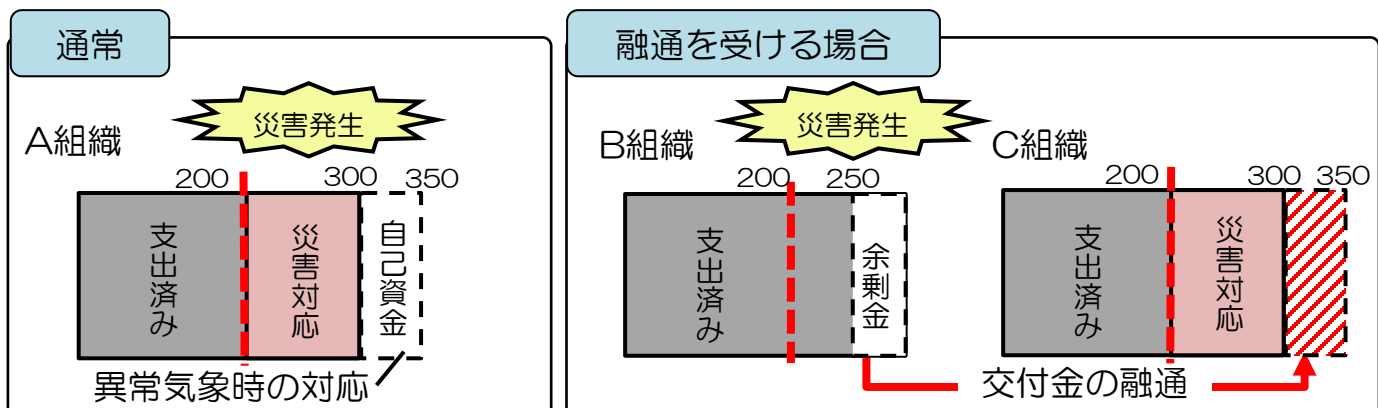 通常
災害発生
A組織
200
300
350
支出済み
災害対応
自己資金
異常気象時の対応
融通を受ける場合
災害発生
B組織
200
250
支出済み
余剰金
C組織
200
300
350
支出済み
災害対応
交付金の融通